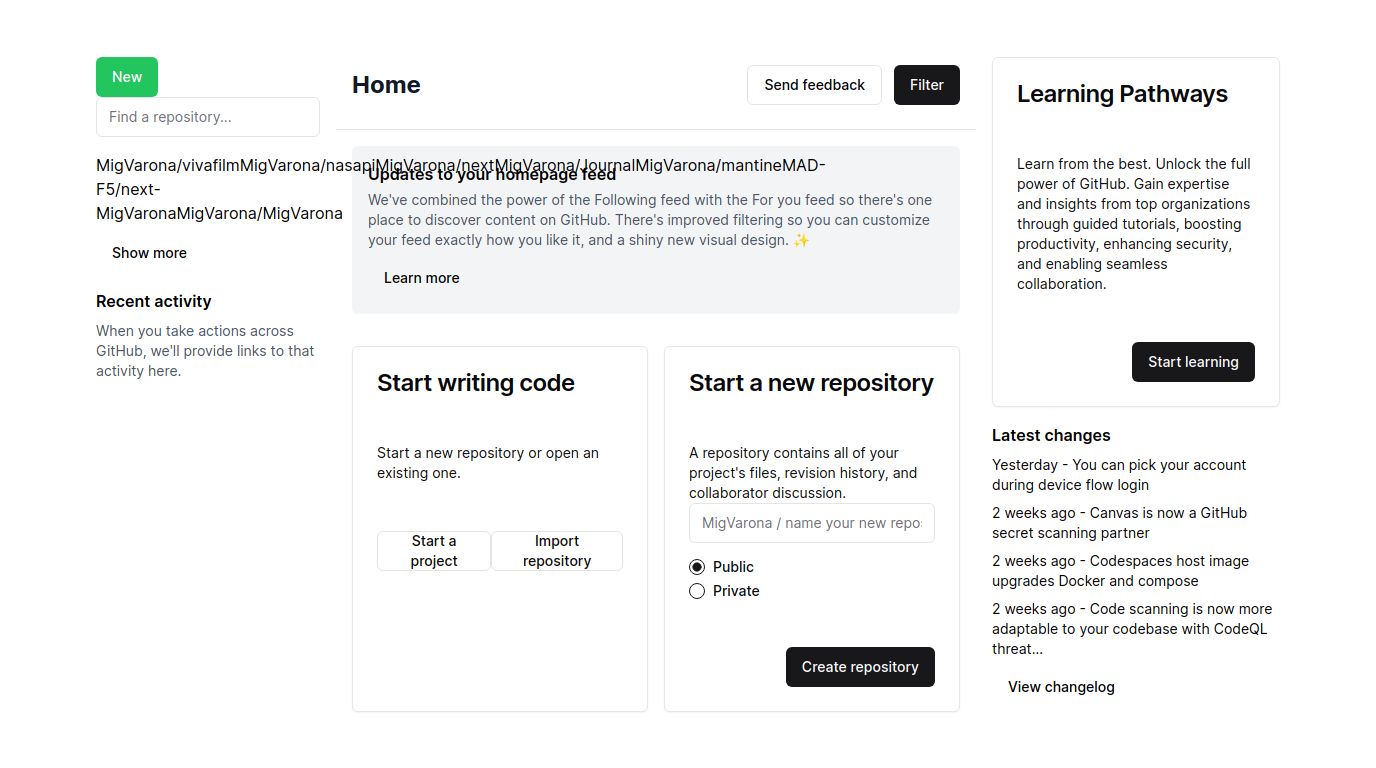 New
Find a repository...
MigVarona/vivafilmMigVarona/nasapiMigVarona/nextMigVarona/JournalMigVarona/mantineMAD-
F5/next-
MigVaronaMigVarona/MigVarona
Show more
Recent activity
When you take actions across
GitHub, we'll provide links to that
activity here.
Home
Send feedback
Filter
Updates to your homepage feed
We've combined the power of the Following feed with the For you feed so there's one
place to discover content on GitHub. There's improved filtering so you can customize
your feed exactly how you like it, and a shiny new visual design. ✨
Learn more
Start writing code
Start a new repository or open an
existing one.
Start a
project
Import
repository
Start a new repository
A repository contains all of your
project's files, revision history, and
collaborator discussion.
MigVarona / name your new repo
Public
Private
Create repository
Learning Pathways
Learn from the best. Unlock the full
power of GitHub. Gain expertise
and insights from top organizations
through guided tutorials, boosting
productivity, enhancing security,
and enabling seamless
collaboration.
Start learning
Latest changes
Yesterday - You can pick your account
during device flow login
2 weeks ago - Canvas is now a GitHub
secret scanning partner
2 weeks ago - Codespaces host image
upgrades Docker and compose
2 weeks ago - Code scanning is now more
adaptable to your codebase with CodeQL
threat...
View changelog